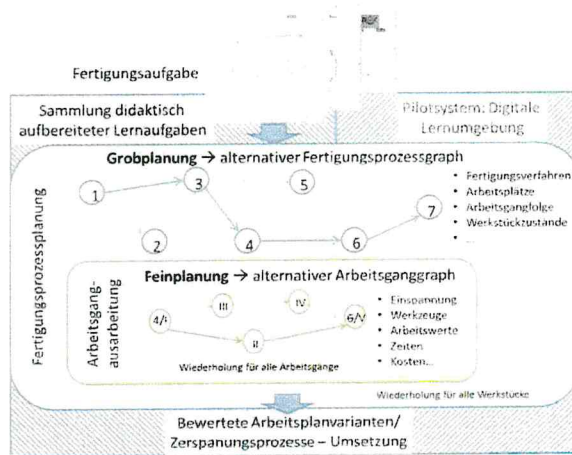 Fertigungsaufgabe
Sammlung didaktisch
aufbereiteter Lernaufgaben
Pilotsystem: Digitale
Lernumgebung
Grobplanung → alternativer Fertigungsprozessgraph
Fertigungsprozessplanung
1
3
5
7
2
4
6
• Fertigungsverfahren
• Arbeitsplätze
• Arbeitsgangfolge
• Werkstückzustände
• ...
Feinplanung → alternativer Arbeitsganggraph
Arbeitsgang-
ausarbeitung
4/I
III
IV
6/V
II
• Einspannung
• Werkzeuge
• Arbeitswerte
• Zeiten
• Kosten...
Wiederholung für alle Arbeitsgänge
Wiederholung für alle Werkstücke
Bewertete Arbeitsplanvarianten/
Zerspanungsprozesse – Umsetzung